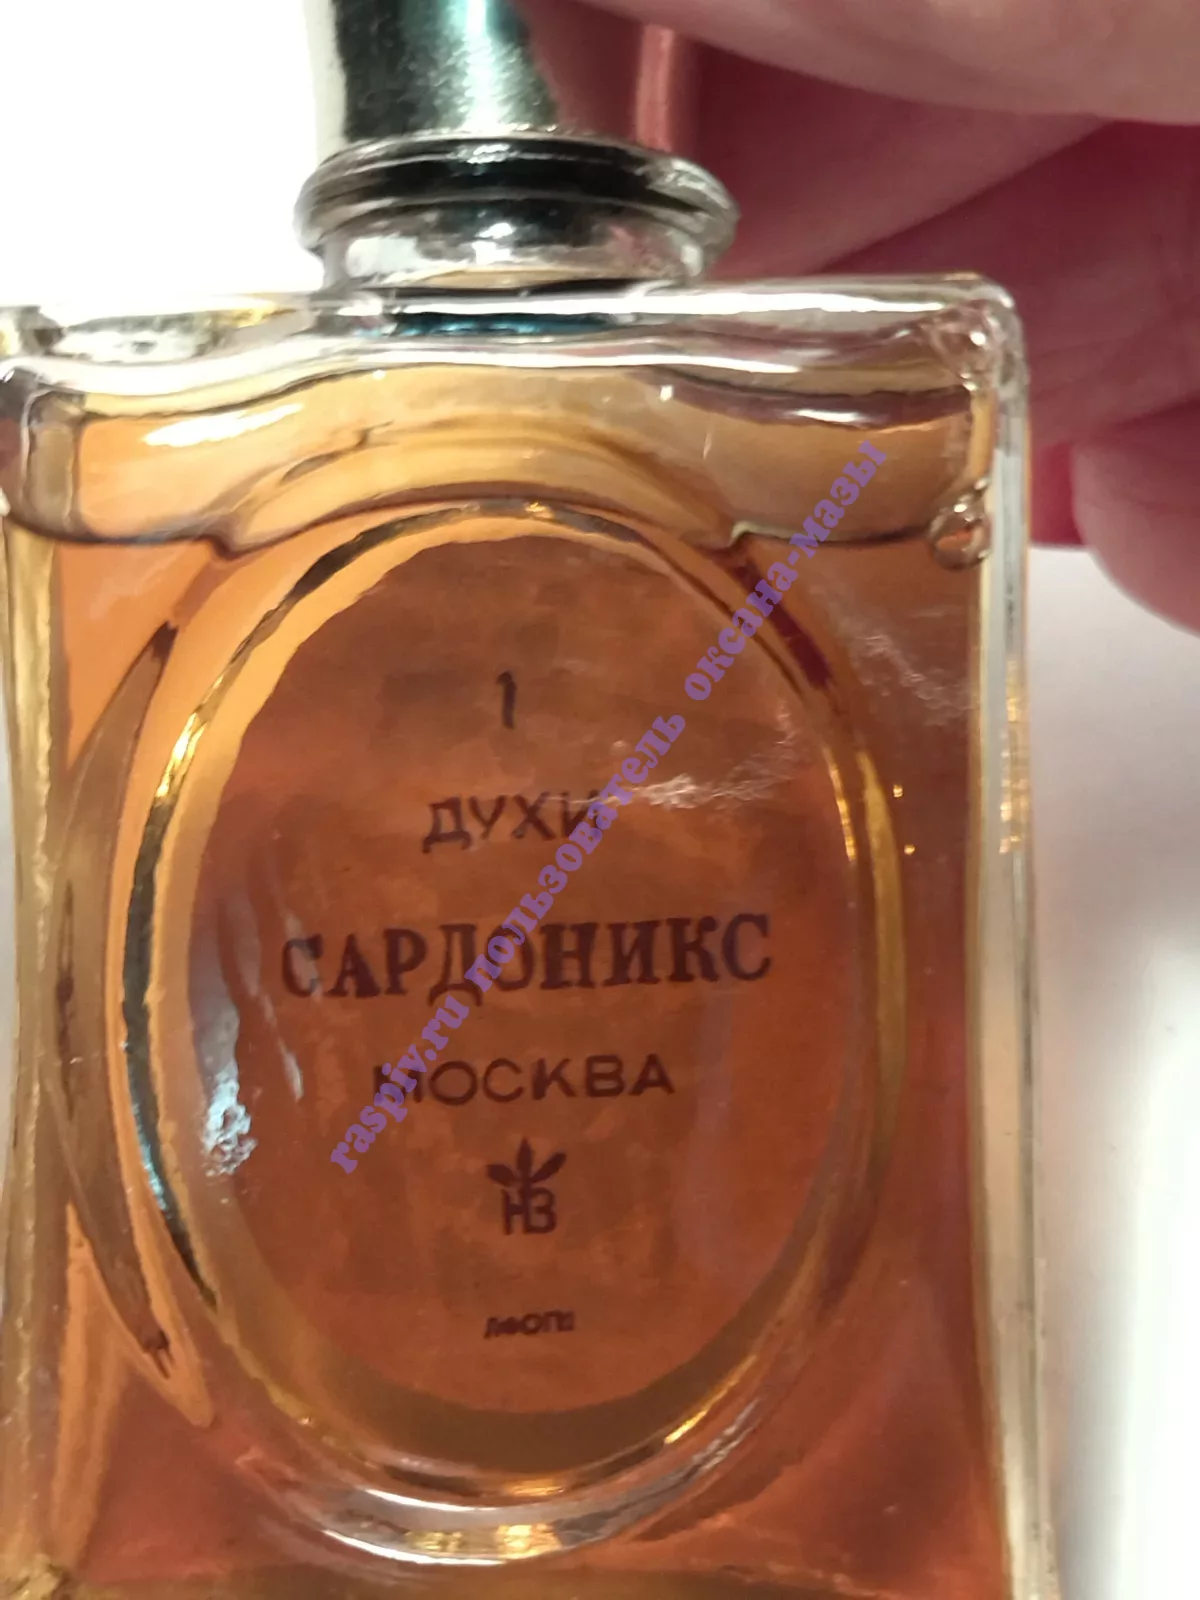 1
ДУХИ
САРДОНИКС
МОСКВА
НЗ
raspiv.ru пользователь оксана-мазы